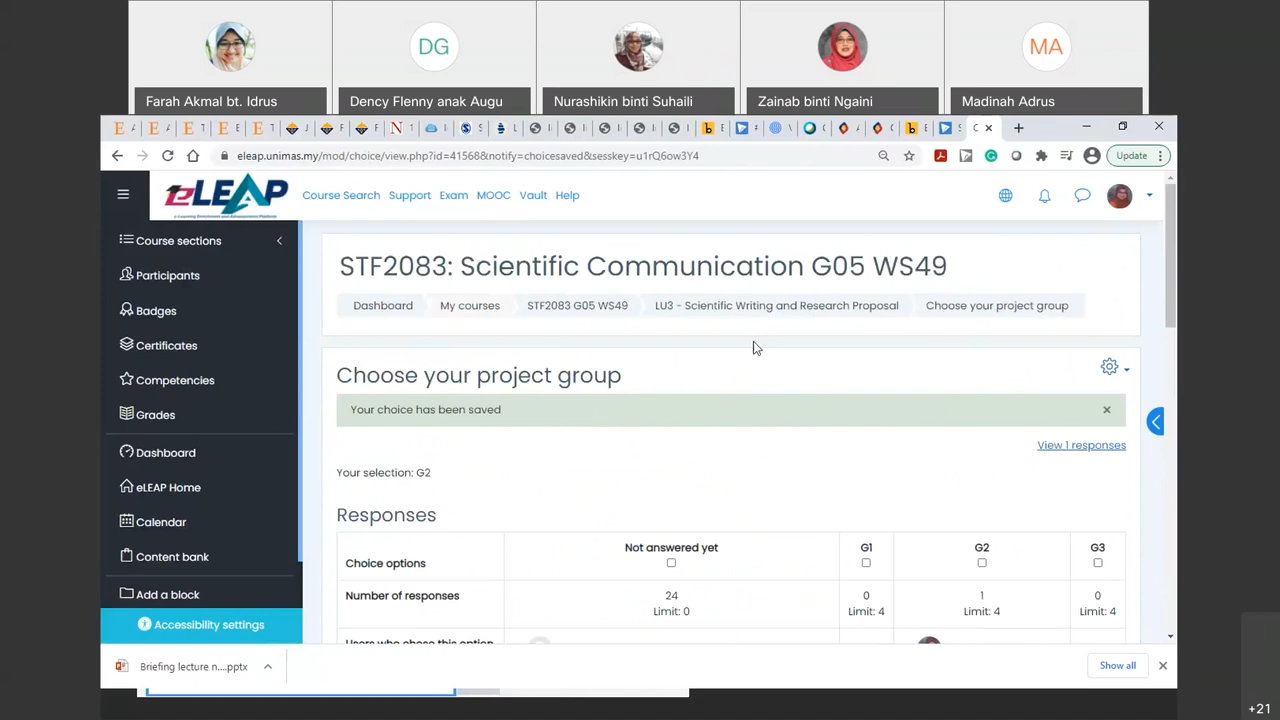 DG
MA
Farah Akmal bt. Idrus
Dency Flenny anak Augu
Nurashikin binti Suhaili
Zainab binti Ngaini
Madinah Adrus
eleap.unimas.my/mod/choice/view.php?id=41568&notify=choicesaved&sesskey=u1rQ6ow3Y4
Update
eLEAP
Course Search Support Exam MOOC Vault Help
Course sections
Participants
Badges
Certificates
Competencies
Grades
Dashboard
eLEAP Home
Calendar
Content bank
Add a block
Accessibility settings
STF2083: Scientific Communication G05 WS49
Dashboard My courses STF2083 G05 WS49 LU3 - Scientific Writing and Research Proposal Choose your project group
Choose your project group
Your choice has been saved
View 1 responses
Your selection: G2
Responses
Choice options Not answered yet G1 G2 G3
Number of responses 24 0 1 0
Limit: 0 Limit: 4 Limit: 4 Limit: 4
Users who chose this option
Briefing lecture n....pptx
Show all
+21